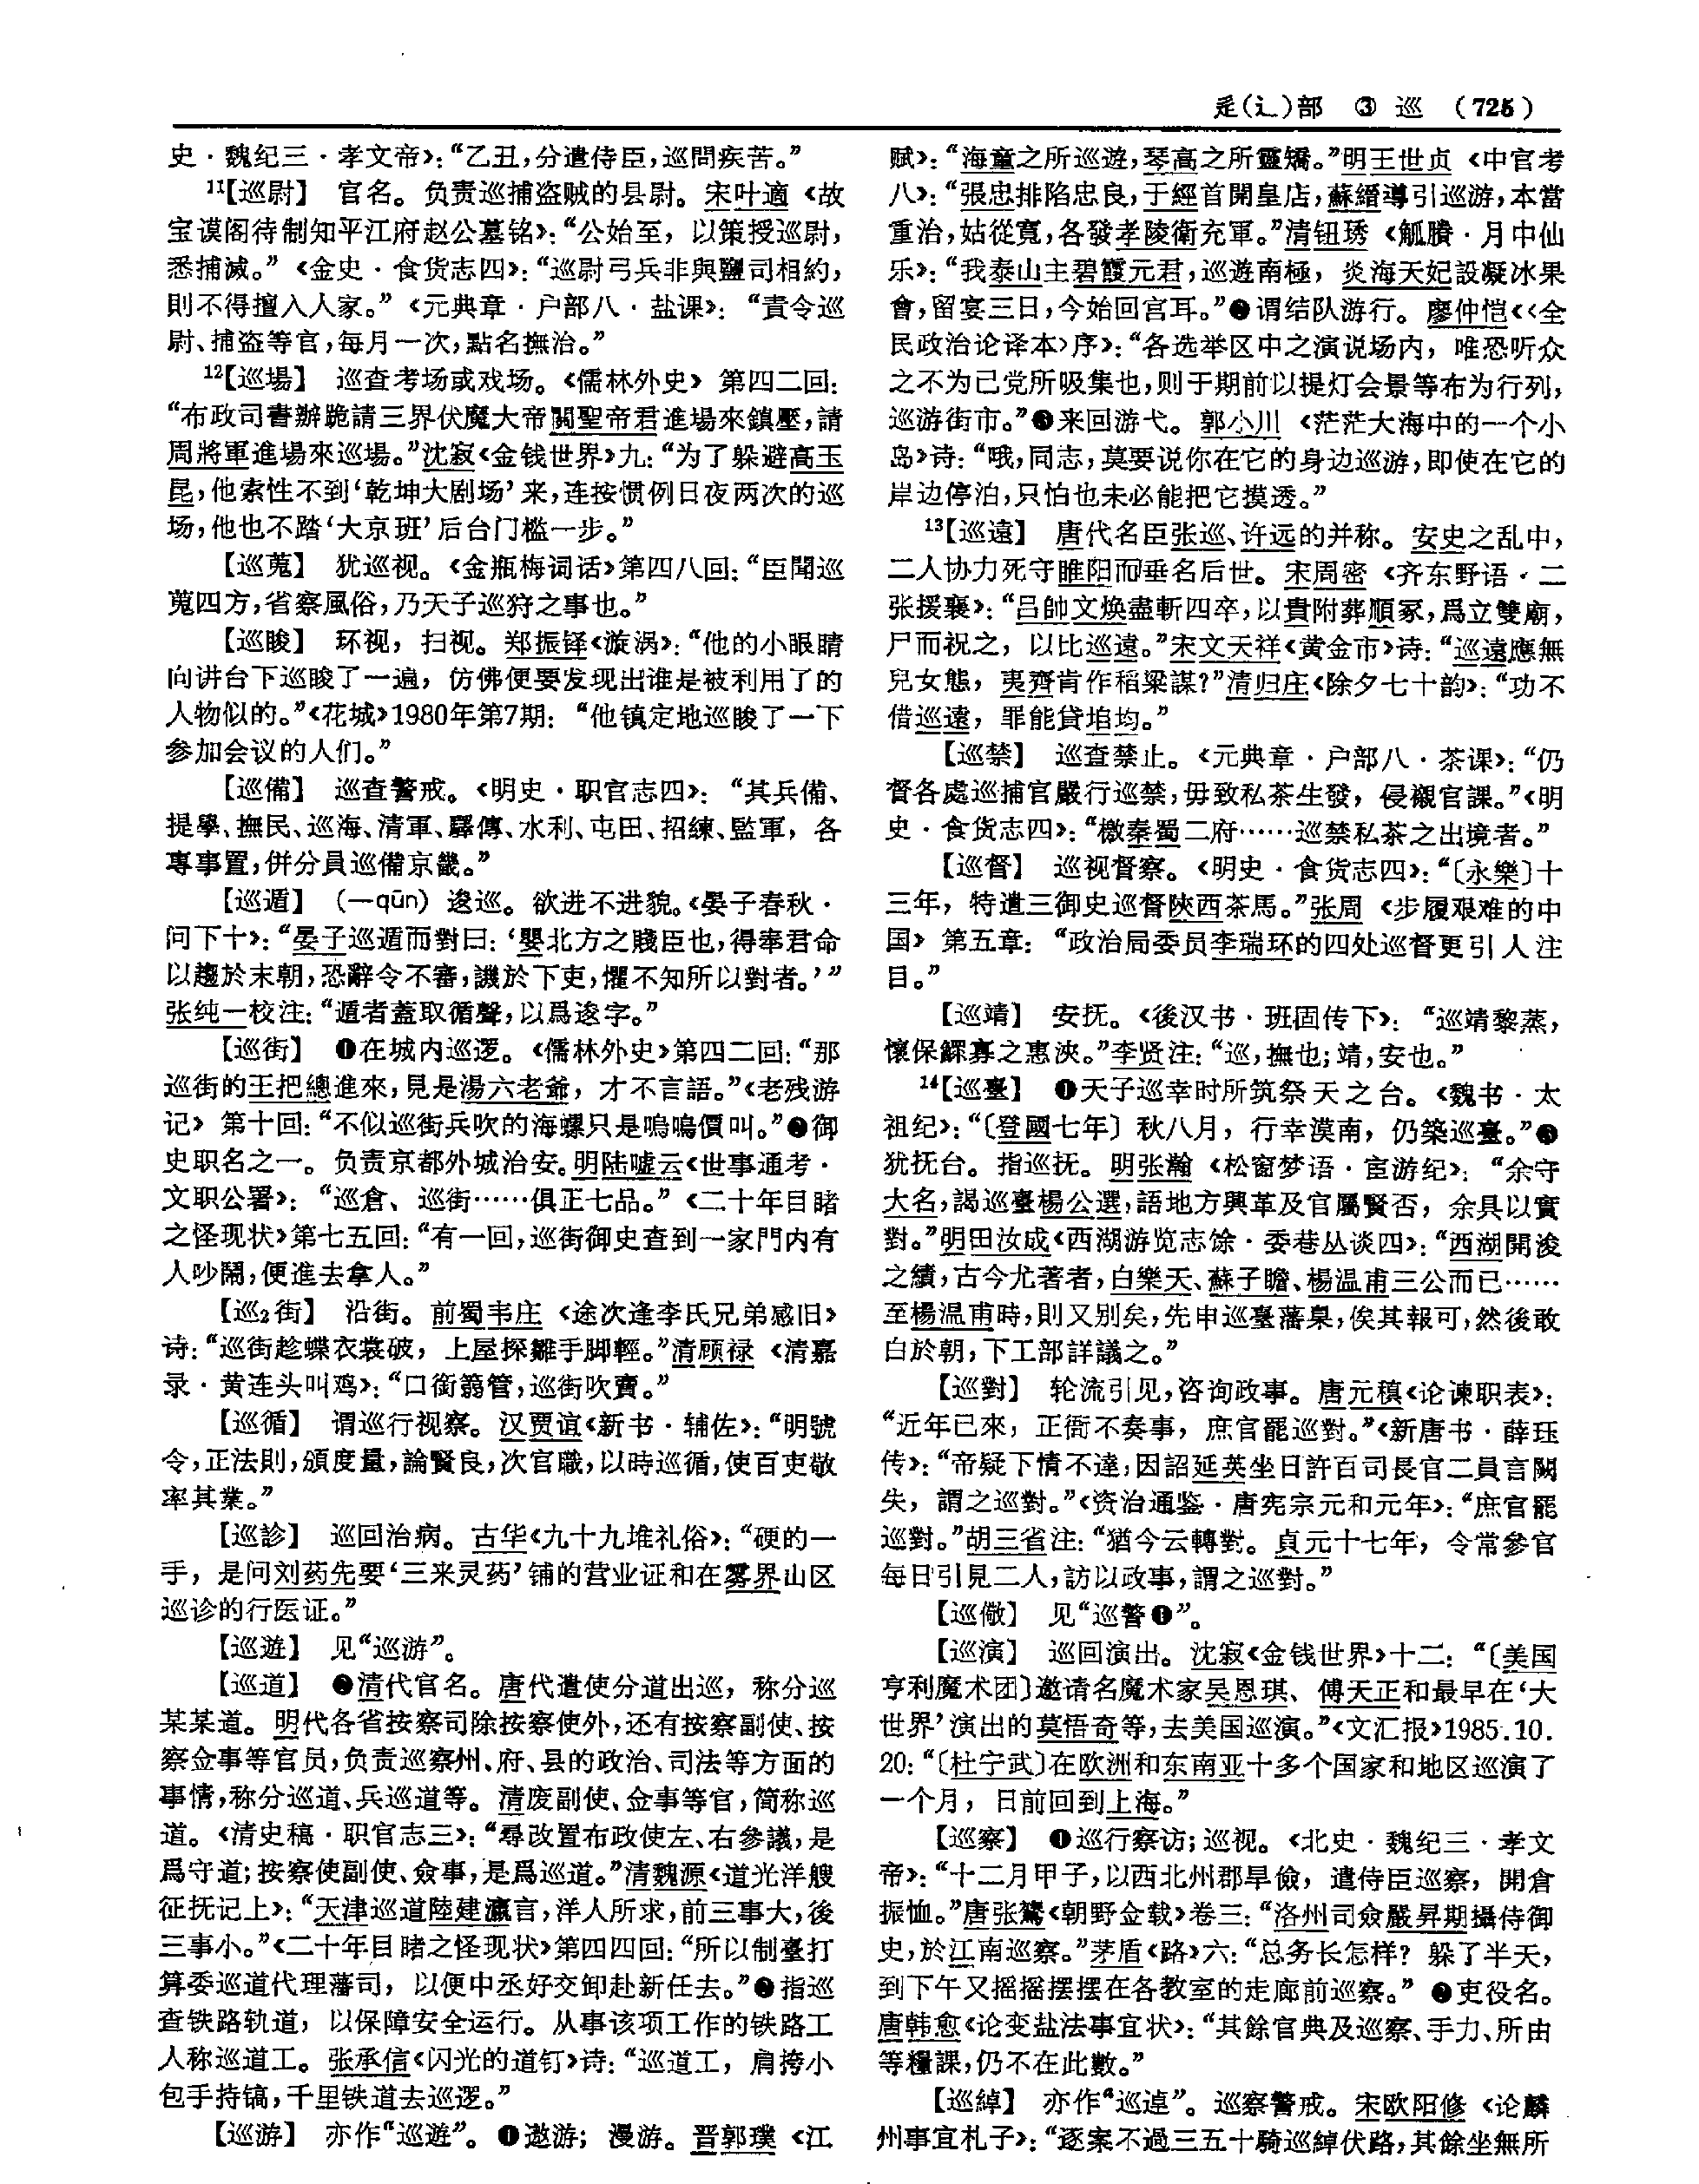 辵(辶)部　③　巡　(725)
史·魏纪三·孝文帝》：“乙丑，分遣侍臣，巡問疾苦。”
11【巡尉】　官名。负责巡捕盗贼的县尉。宋叶適《故
宝谟阁待制知平江府赵公墓铭》：“公始至，以策授巡尉，
悉捕滅。”《金史·食货志四》：“巡尉弓兵非與鹽司相約，
則不得擅入人家。”《元典章·户部八·盐课》：“責令巡
尉、捕盗等官，每月一次，點名撫治。”
12【巡場】　巡查考场或戏场。《儒林外史》第四二回：
“布政司書辦跪請三界伏魔大帝關聖帝君進場來鎮壓，請
周將軍進場來巡場。”沈寂《金钱世界》九：“为了躲避高玉
昆，他索性不到‘乾坤大剧场’来，连按惯例日夜两次的巡
场，他也不踏‘大京班’后台门槛一步。”
【巡蒐】　犹巡视。《金瓶梅词话》第四八回：“臣聞巡
蒐四方，省察風俗，乃天子巡狩之事也。”
【巡睃】　环视，扫视。郑振铎《漩涡》：“他的小眼睛
向讲台下巡睃了一遍，仿佛便要发现出谁是被利用了的
人物似的。”《花城》1980年第7期：“他镇定地巡睃了一下
参加会议的人们。”
【巡備】　巡查警戒。《明史·职官志四》：“其兵備、
提學、撫民、巡海、清軍、驛傳、水利、屯田、招練、監軍，各
專事置，併分員巡備京畿。”
【巡遁】　(一qūn)　逡巡。欲进不进貌。《晏子春秋·
问下十》：“晏子巡遁而對曰：‘嬰北方之賤臣也，得奉君命
以趨於末朝，恐辭令不審，譏於下吏，懼不知所以對者。’”
张纯一校注：“遁者蓋取循聲，以爲逡字。”
【巡街】　❶在城内巡逻。《儒林外史》第四二回：“那
巡街的王把總進來，見是湯六老爺，才不言語。”《老残游
记》第十回：“不似巡街兵吹的海螺只是嗚嗚價叫。”❷御
史职名之一。负责京都外城治安。明陆嘘云《世事通考·
文职公署》：“巡倉、巡街……俱正七品。”《二十年目睹
之怪现状》第七五回：“有一回，巡街御史查到一家門内有
人吵鬧，便進去拿人。”
【巡₂街】　沿街。前蜀韦庄《途次逢李氏兄弟感旧》
诗：“巡街趁蝶衣裳破，上屋探雛手脚輕。”清顾禄《清嘉
录·黄连头叫鸡》：“口銜篛管，巡街吹賣。”
【巡循】　谓巡行视察。汉贾谊《新书·辅佐》：“明號
令，正法則，頒度量，論賢良，次官職，以時巡循，使百吏敬
率其業。”
【巡診】　巡回治病。古华《九十九堆礼俗》：“硬的一
手，是问刘药先要‘三来灵药’铺的营业证和在雾界山区
巡诊的行医证。”
【巡遊】　见“巡游”。
【巡道】　❷清代官名。唐代遣使分道出巡，称分巡
某某道。明代各省按察司除按察使外，还有按察副使、按
察佥事等官员，负责巡察州、府、县的政治、司法等方面的
事情，称分巡道、兵巡道等。清废副使、佥事等官，简称巡
道。《清史稿·职官志三》：“尋改置布政使左、右參議，是
爲守道；按察使副使、僉事，是爲巡道。”清魏源《道光洋艘
征抚记上》：“天津巡道陸建瀛言，洋人所求，前三事大，後
三事小。”《二十年目睹之怪现状》第四四回：“所以制臺打
算委巡道代理藩司，以便中丞好交卸赴新任去。”❷指巡
查铁路轨道，以保障安全运行。从事该项工作的铁路工
人称巡道工。张承信《闪光的道钉》诗：“巡道工，肩挎小
包手持镐，千里铁道去巡逻。”
【巡游】　亦作“巡遊”。❶遨游；漫游。晋郭璞《江
赋》：“海童之所巡遊，琴高之所靈矯。”明王世贞《中官考
八》：“張忠排陷忠良，于經首開皇店，蘇縉導引巡游，本當
重治，姑從寬，各發孝陵衛充軍。”清钮琇《觚賸·月中仙
乐》：“我泰山主碧霞元君，巡遊南極，炎海天妃設凝冰果
會，留宴三日，今始回宫耳。”❷谓结队游行。廖仲恺《〈全
民政治论译本〉序》：“各选举区中之演说场内，唯恐听众
之不为己党所吸集也，则于期前以提灯会景等布为行列，
巡游街市。”❸来回游弋。郭小川《茫茫大海中的一个小
岛》诗：“哦，同志，莫要说你在它的身边巡游，即使在它的
岸边停泊，只怕也未必能把它摸透。”
13【巡遠】　唐代名臣张巡、许远的并称。安史之乱中，
二人协力死守睢阳而垂名后世。宋周密《齐东野语·二
张援襄》：“吕帥文焕盡斬四卒，以貴附葬順冢，爲立雙廟，
尸而祝之，以比巡遠。”宋文天祥《黄金市》诗：“巡遠應無
兒女態，夷齊肯作稻粱謀？”清归庄《除夕七十韵》：“功不
借巡遠，罪能貸垍均。”
【巡禁】　巡查禁止。《元典章·户部八·茶课》：“仍
督各處巡捕官嚴行巡禁，毋致私茶生發，侵襯官課。”《明
史·食货志四》：“檄秦蜀二府……巡禁私茶之出境者。”
【巡督】　巡视督察。《明史·食货志四》：“〔永樂〕十
三年，特遣三御史巡督陝西茶馬。”张周《步履艰难的中
国》第五章：“政治局委员李瑞环的四处巡督更引人注
目。”
【巡靖】　安抚。《後汉书·班固传下》：“巡靖黎蒸，
懷保鰥寡之惠浹。”李贤注：“巡，撫也；靖，安也。”
14【巡臺】　❶天子巡幸时所筑祭天之台。《魏书·太
祖纪》：“〔登國七年〕秋八月，行幸漠南，仍築巡臺。”❸
犹抚台。指巡抚。明张瀚《松窗梦语·宦游纪》：“余守
大名，謁巡臺楊公選，語地方興革及官屬賢否，余具以實
對。”明田汝成《西湖游览志馀·委巷丛谈四》：“西湖開浚
之績，古今尤著者，白樂天、蘇子瞻、楊温甫三公而已……
至楊温甫時，則又别矣，先申巡臺藩臬，俟其報可，然後敢
白於朝，下工部詳議之。”
【巡對】　轮流引见，咨询政事。唐元稹《论谏职表》：
“近年已來，正衙不奏事，庶官罷巡對。”《新唐书·薛珏
传》：“帝疑下情不達，因詔延英坐日許百司長官二員言闕
失，謂之巡對。”《资治通鉴·唐宪宗元和元年》：“庶官罷
巡對。”胡三省注：“猶今云轉對。貞元十七年，令常參官
每日引見二人，訪以政事，謂之巡對。”
【巡儆】　见“巡警❶”。
【巡演】　巡回演出。沈寂《金钱世界》十二：“〔美国
亨利魔术团〕邀请名魔术家吴恩琪、傅天正和最早在‘大
世界’演出的莫悟奇等，去美国巡演。”《文汇报》1985.10.
20：“〔杜宁武〕在欧洲和东南亚十多个国家和地区巡演了
一个月，日前回到上海。”
【巡察】　❶巡行察访；巡视。《北史·魏纪三·孝文
帝》：“十二月甲子，以西北州郡旱儉，遣侍臣巡察，開倉
振恤。”唐张鷟《朝野佥载》卷三：“洛州司僉嚴昇期攝侍御
史，於江南巡察。”茅盾《路》六：“总务长怎样？躲了半天，
到下午又摇摇摆摆在各教室的走廊前巡察。”❷吏役名。
唐韩愈《论变盐法事宜状》：“其餘官典及巡察、手力、所由
等糧課，仍不在此數。”
【巡綽】　亦作“巡逴”。巡察警戒。宋欧阳修《论麟
州事宜札子》：“逐案不過三五十騎巡綽伏路，其餘坐無所